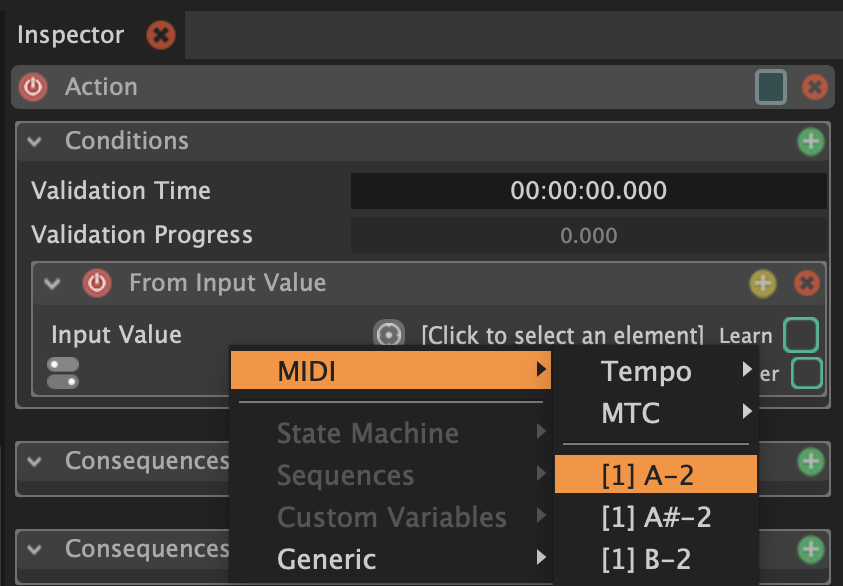 Inspector
Action
Conditions
Validation Time 00:00:00.000
Validation Progress 0.000
From Input Value
Input Value [Click to select an element] Learn
MIDI Tempo er
MTC
State Machine
Consequences Sequences [1] A-2
Custom Variables [1] A#-2
Consequences Generic [1] B-2